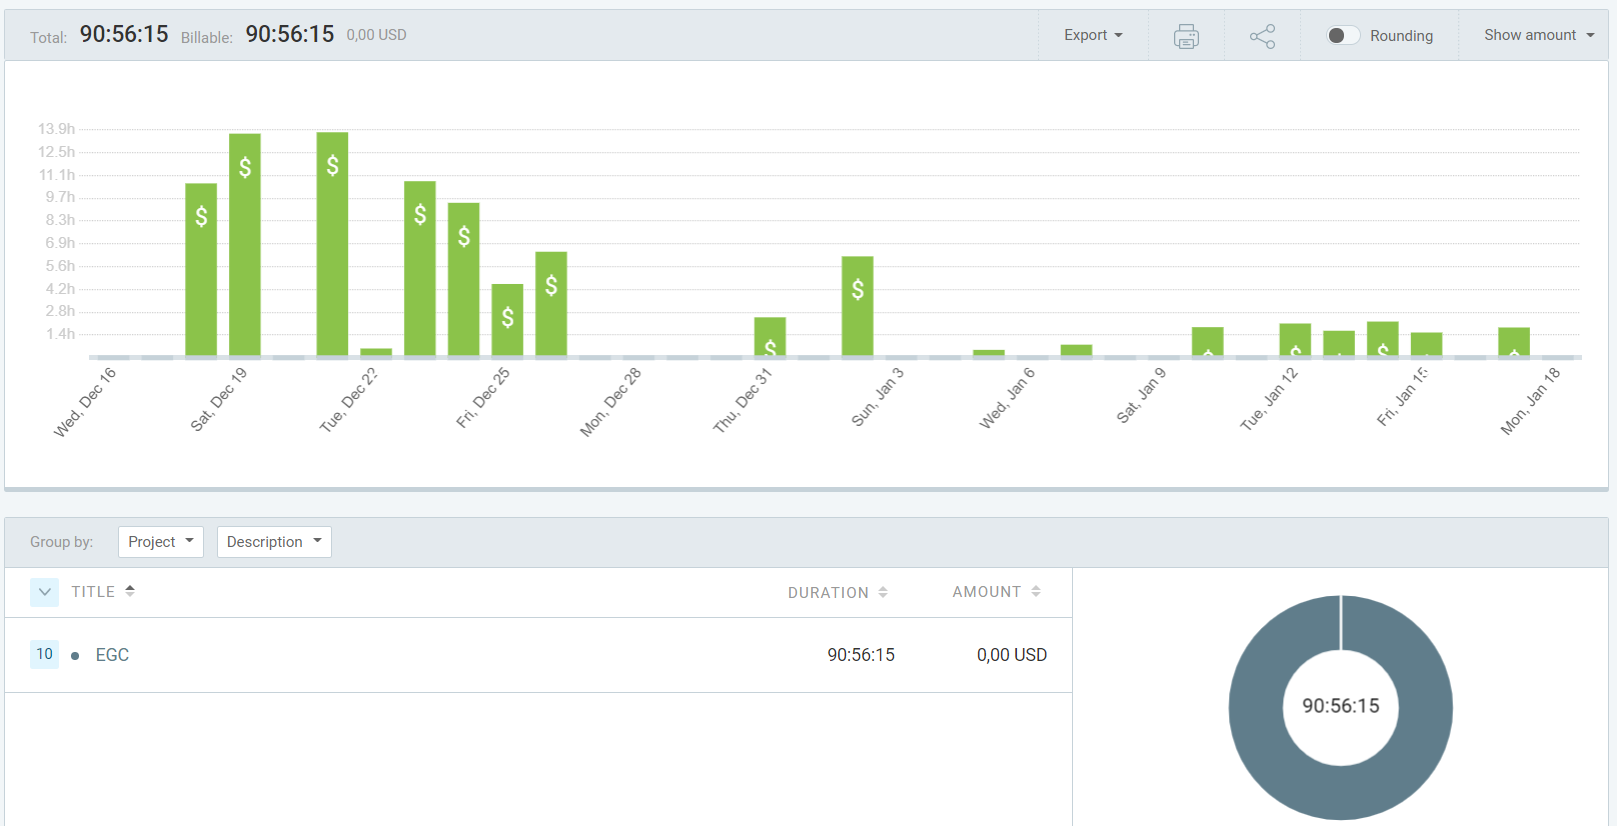 Total: 90:56:15 Billable: 90:56:15 0,00 USD Export Rounding Show amount
13.9h
12.5h
11.1h
9.7h
8.3h
6.9h
5.6h
4.2h
2.8h
1.4h
$ $ $ $ $ $ $ $ $ $ $ $
Wed, Dec 16 Sat, Dec 19 Tue, Dec 22 Fri, Dec 25 Mon, Dec 28 Thu, Dec 31 Sun, Jan 3 Wed, Jan 6 Sat, Jan 9 Tue, Jan 12 Fri, Jan 15 Mon, Jan 18
Group by: Project Description
TITLE DURATION AMOUNT
10 EGC 90:56:15 0,00 USD
90:56:15